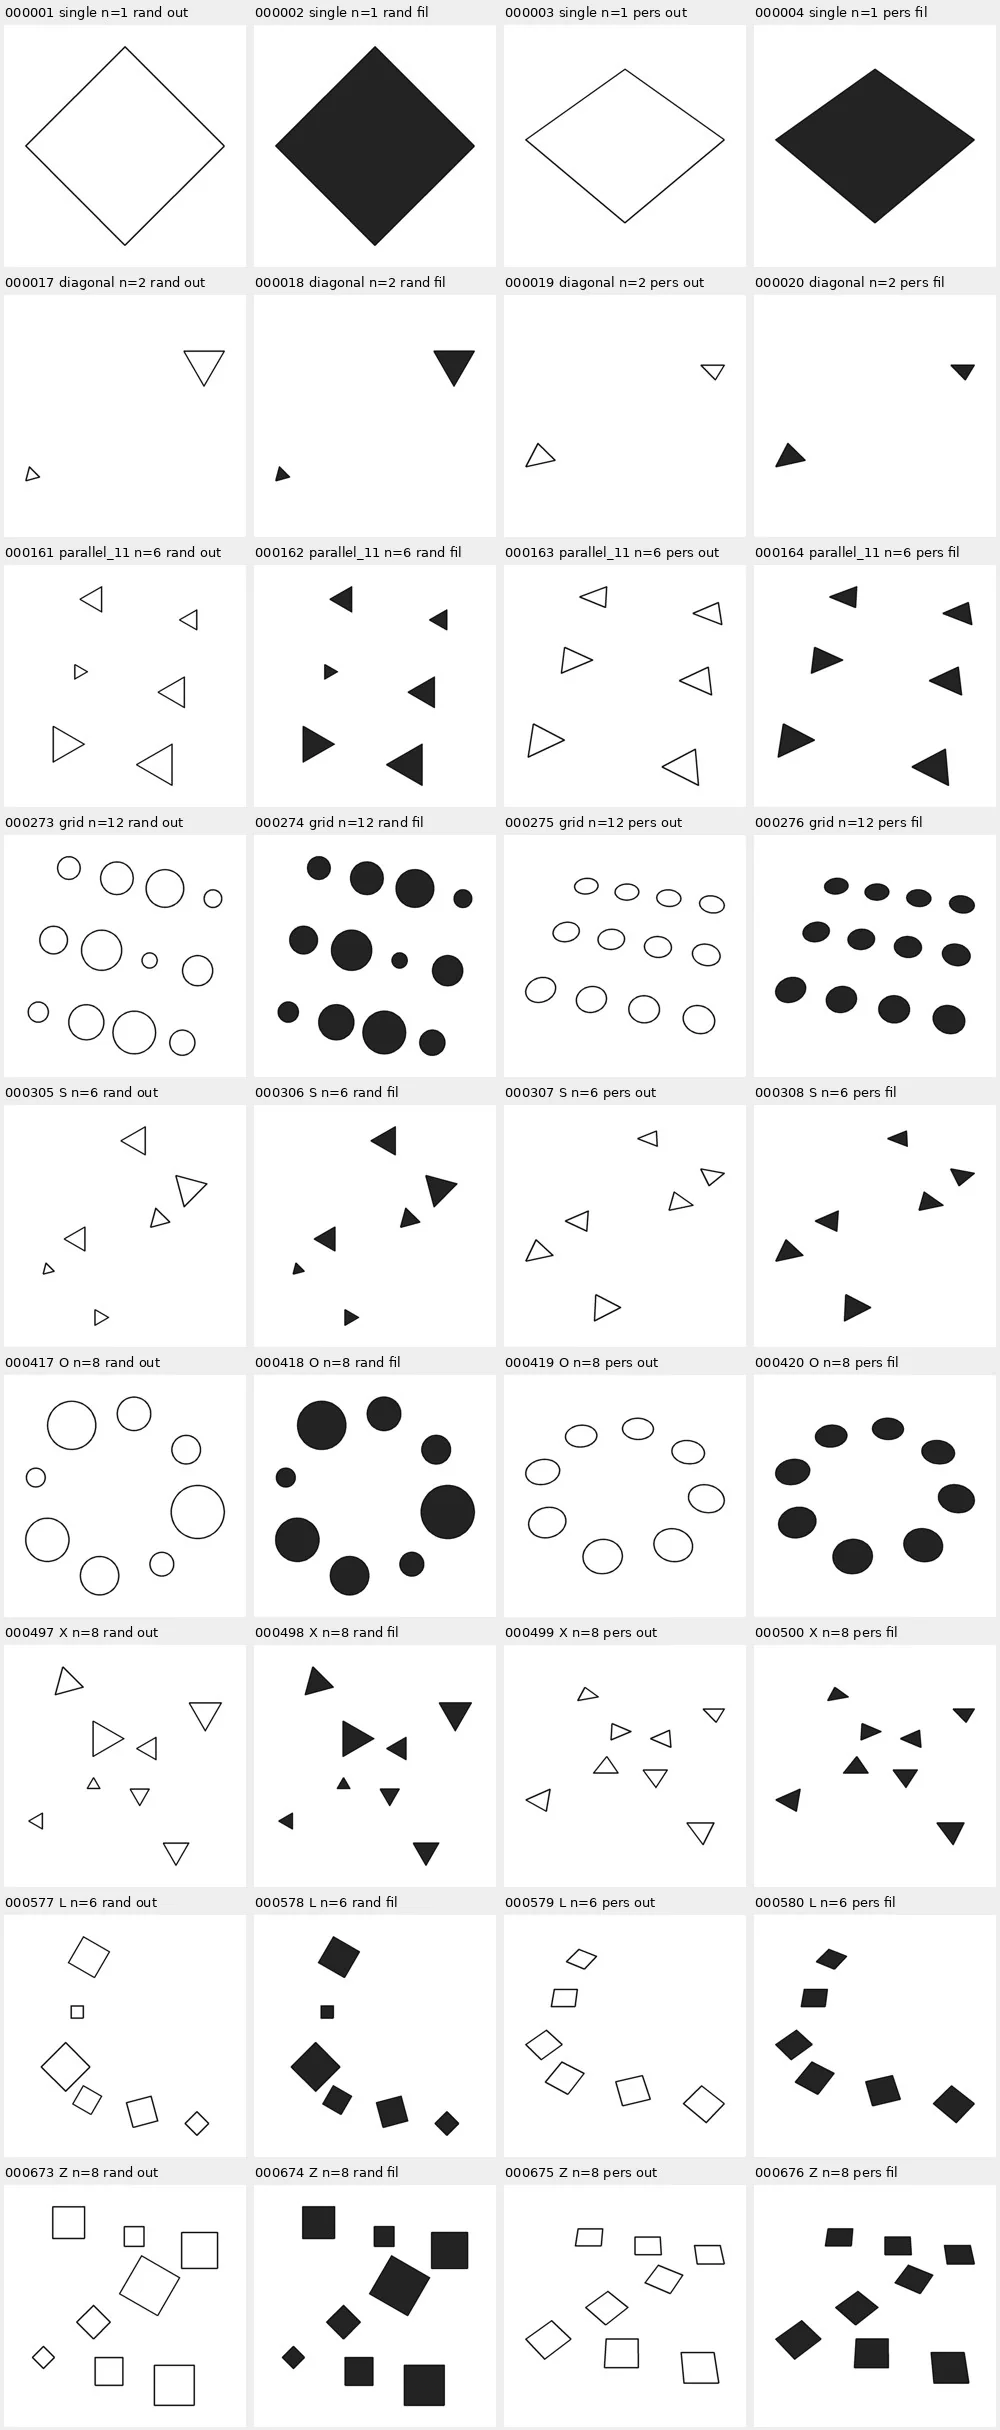 000001 single n=1 rand out
000002 single n=1 rand fil
000003 single n=1 pers out
000004 single n=1 pers fil
000017 diagonal n=2 rand out
000018 diagonal n=2 rand fil
000019 diagonal n=2 pers out
000020 diagonal n=2 pers fil
000161 parallel_11 n=6 rand out
000162 parallel_11 n=6 rand fil
000163 parallel_11 n=6 pers out
000164 parallel_11 n=6 pers fil
000273 grid n=12 rand out
000274 grid n=12 rand fil
000275 grid n=12 pers out
000276 grid n=12 pers fil
000305 S n=6 rand out
000306 S n=6 rand fil
000307 S n=6 pers out
000308 S n=6 pers fil
000417 O n=8 rand out
000418 O n=8 rand fil
000419 O n=8 pers out
000420 O n=8 pers fil
000497 X n=8 rand out
000498 X n=8 rand fil
000499 X n=8 pers out
000500 X n=8 pers fil
000577 L n=6 rand out
000578 L n=6 rand fil
000579 L n=6 pers out
000580 L n=6 pers fil
000673 Z n=8 rand out
000674 Z n=8 rand fil
000675 Z n=8 pers out
000676 Z n=8 pers fil